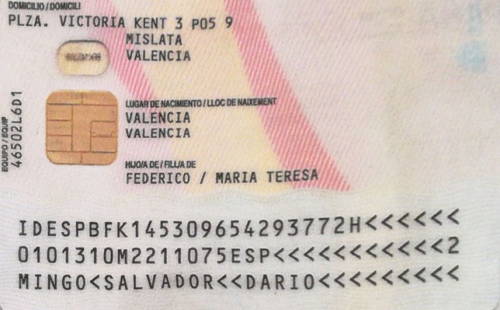 DOMICILIO / DOMICILI
PLZA. VICTORIA KENT 3 P05 9
MISLATA
VALENCIA
LUGAR DE NACIMIENTO / LLOC DE NAIXEMENT
VALENCIA
VALENCIA
HIJO/A DE / FILL/A DE
FEDERICO / MARIA TERESA
EQUIPO / EQUIP
46502L6D1
IDESPBFK145309654293772H<<<<<<
0101310M2211075ESP<<<<<<<<<<<2
MINGO<SALVADOR<<DARIO<<<<<<<<<